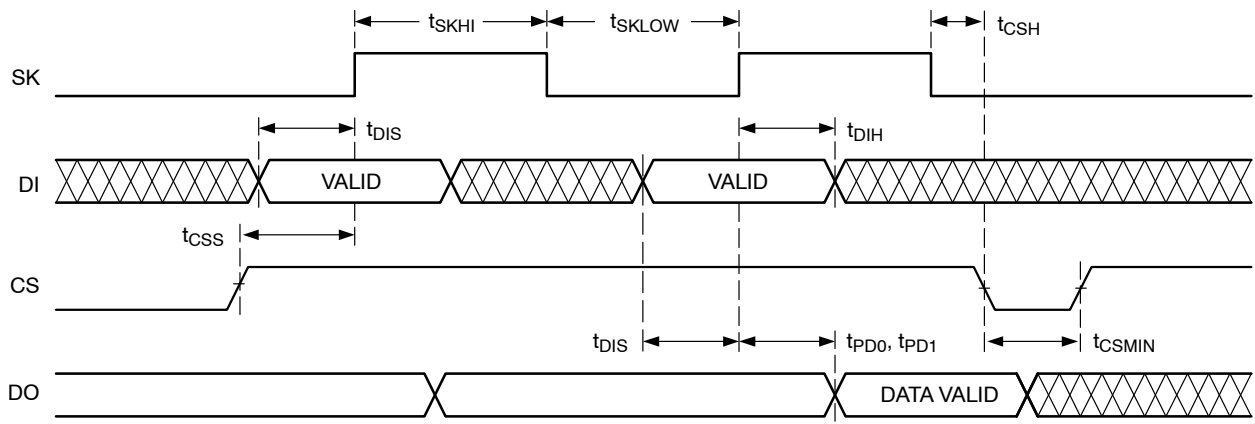 tSKHI tSKLOW tCSH
SK
tDIS tDIH
DI VALID VALID
tCSS
CS
tDIS tPD0, tPD1 tCSMIN
DO DATA VALID